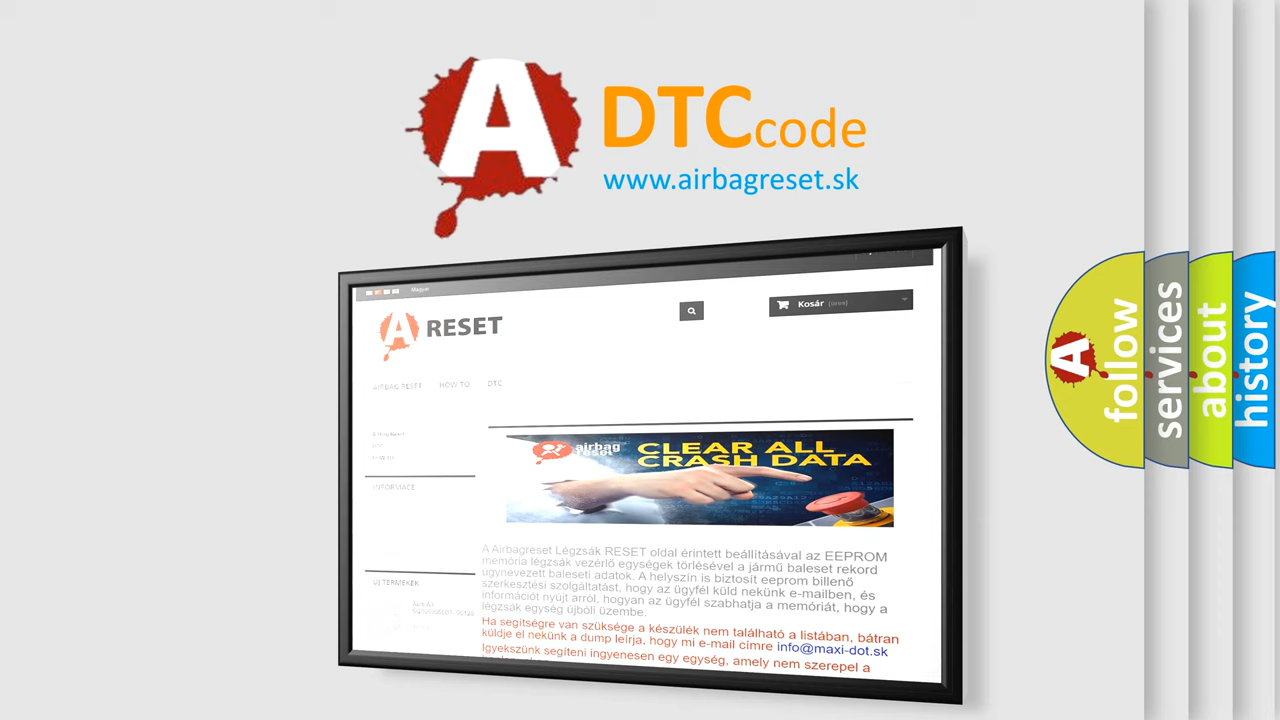 A
DTC code
www.airbagreset.sk
Magyar
A RESET
Kosár
AIRBAG RESET HOW TO DTC
INFORMACE
ÚJ TERMÉKEK
airbag
reset
CLEAR ALL
CRASH DATA
A Airbagreset Légzsák RESET oldal érintett beállításával az EEPROM
memória légzsák vezérlő egységek törlésével a jármű baleset rekord
úgynevezett baleseti adatok. A helyszín is biztosít eeprom billenő
szerkesztési szolgáltatást, hogy az ügyfél küld nekünk e-mailben, és
információt nyújt arról, hogyan az ügyfél szabhatja a memóriát, hogy a
légzsák egység újbóli üzembe.
Ha segítségre van szüksége a készülék nem található a listában, bátran
küldje el nekünk a dump leírja, hogy mi e-mail címre info@maxi-dot.sk
Igyekszünk segíteni ingyenesen egy egység, amely nem szerepel a
A
follow
services
about
history